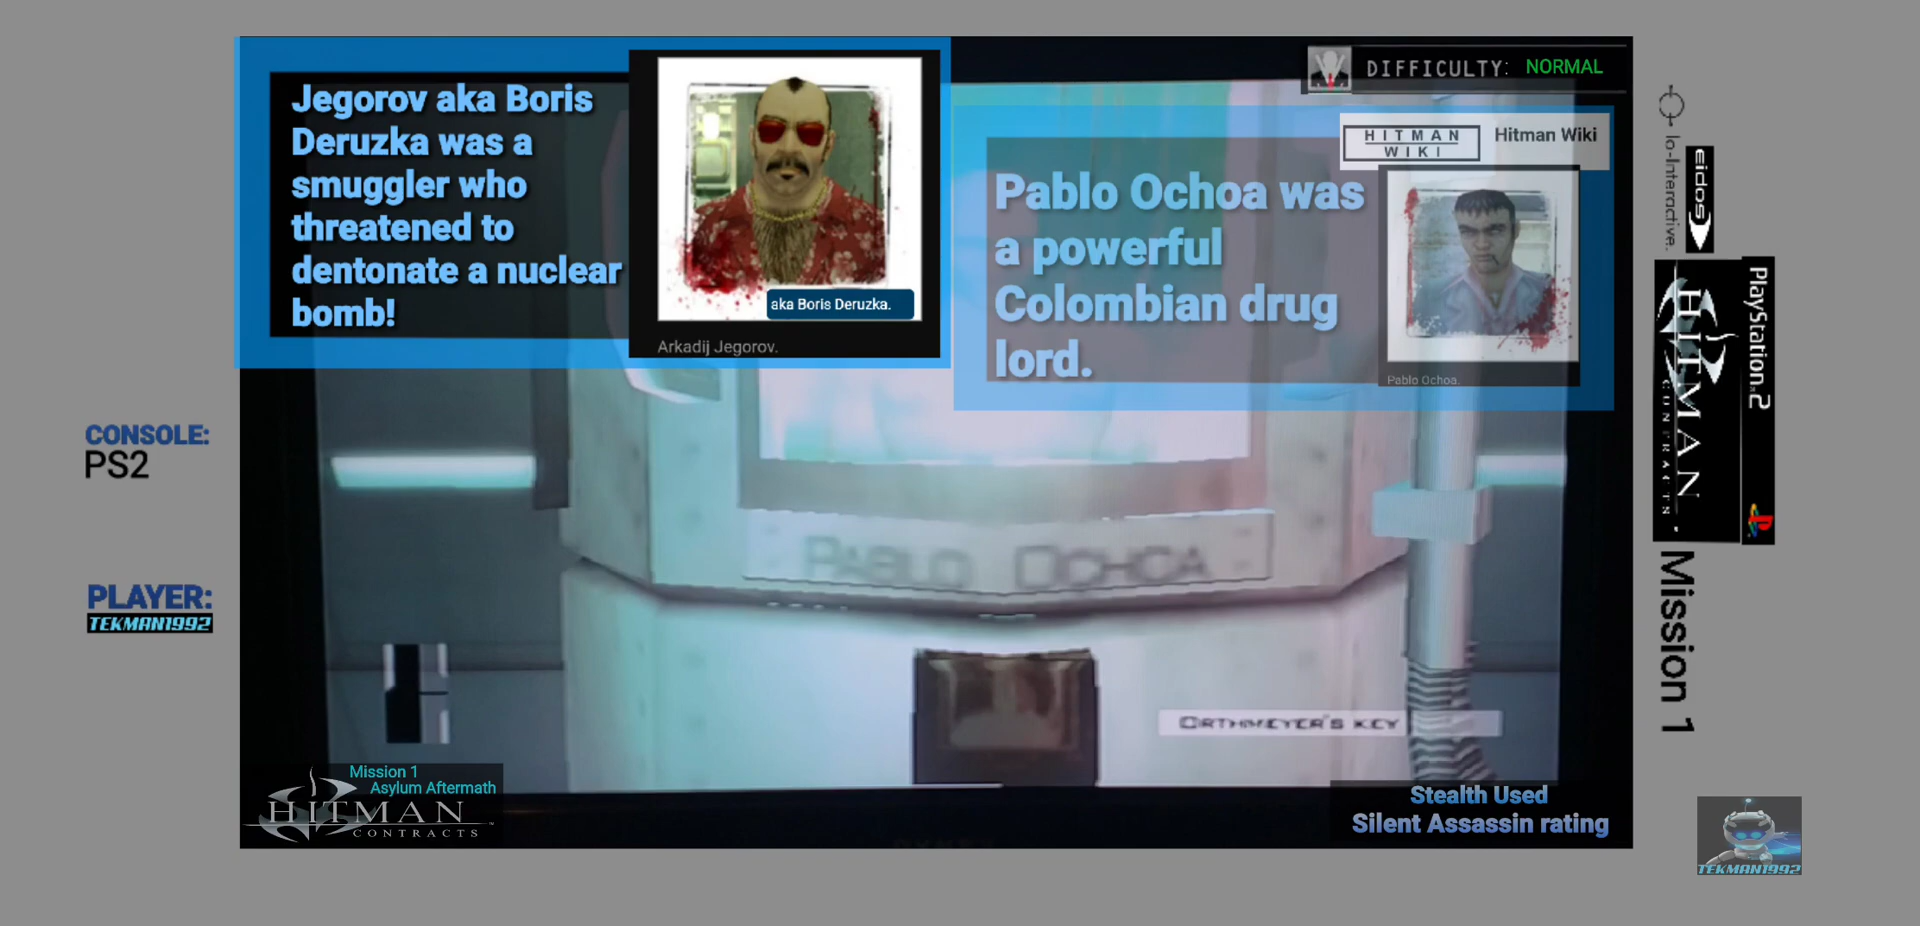 Jegorov aka Boris
Deruzka was a
smuggler who
threatened to
dentonate a nuclear
bomb!
aka Boris Deruzka.
Arkadij Jegorov.
DIFFICULTY: NORMAL
HITMAN
WIKI
Hitman Wiki
Pablo Ochoa was
a powerful
Colombian drug
lord.
Pablo Ochoa.
CONSOLE:
PS2
PLAYER:
TEKMAN1992
PABLO OCHOA
ORTHMEYER'S KEY
Mission 1
Asylum Aftermath
HITMAN
CONTRACTS
Stealth Used
Silent Assassin rating
Io-Interactive.
eidos
PlayStation.2
HITMAN
CONTRACTS
Mission 1
TEKMAN1992